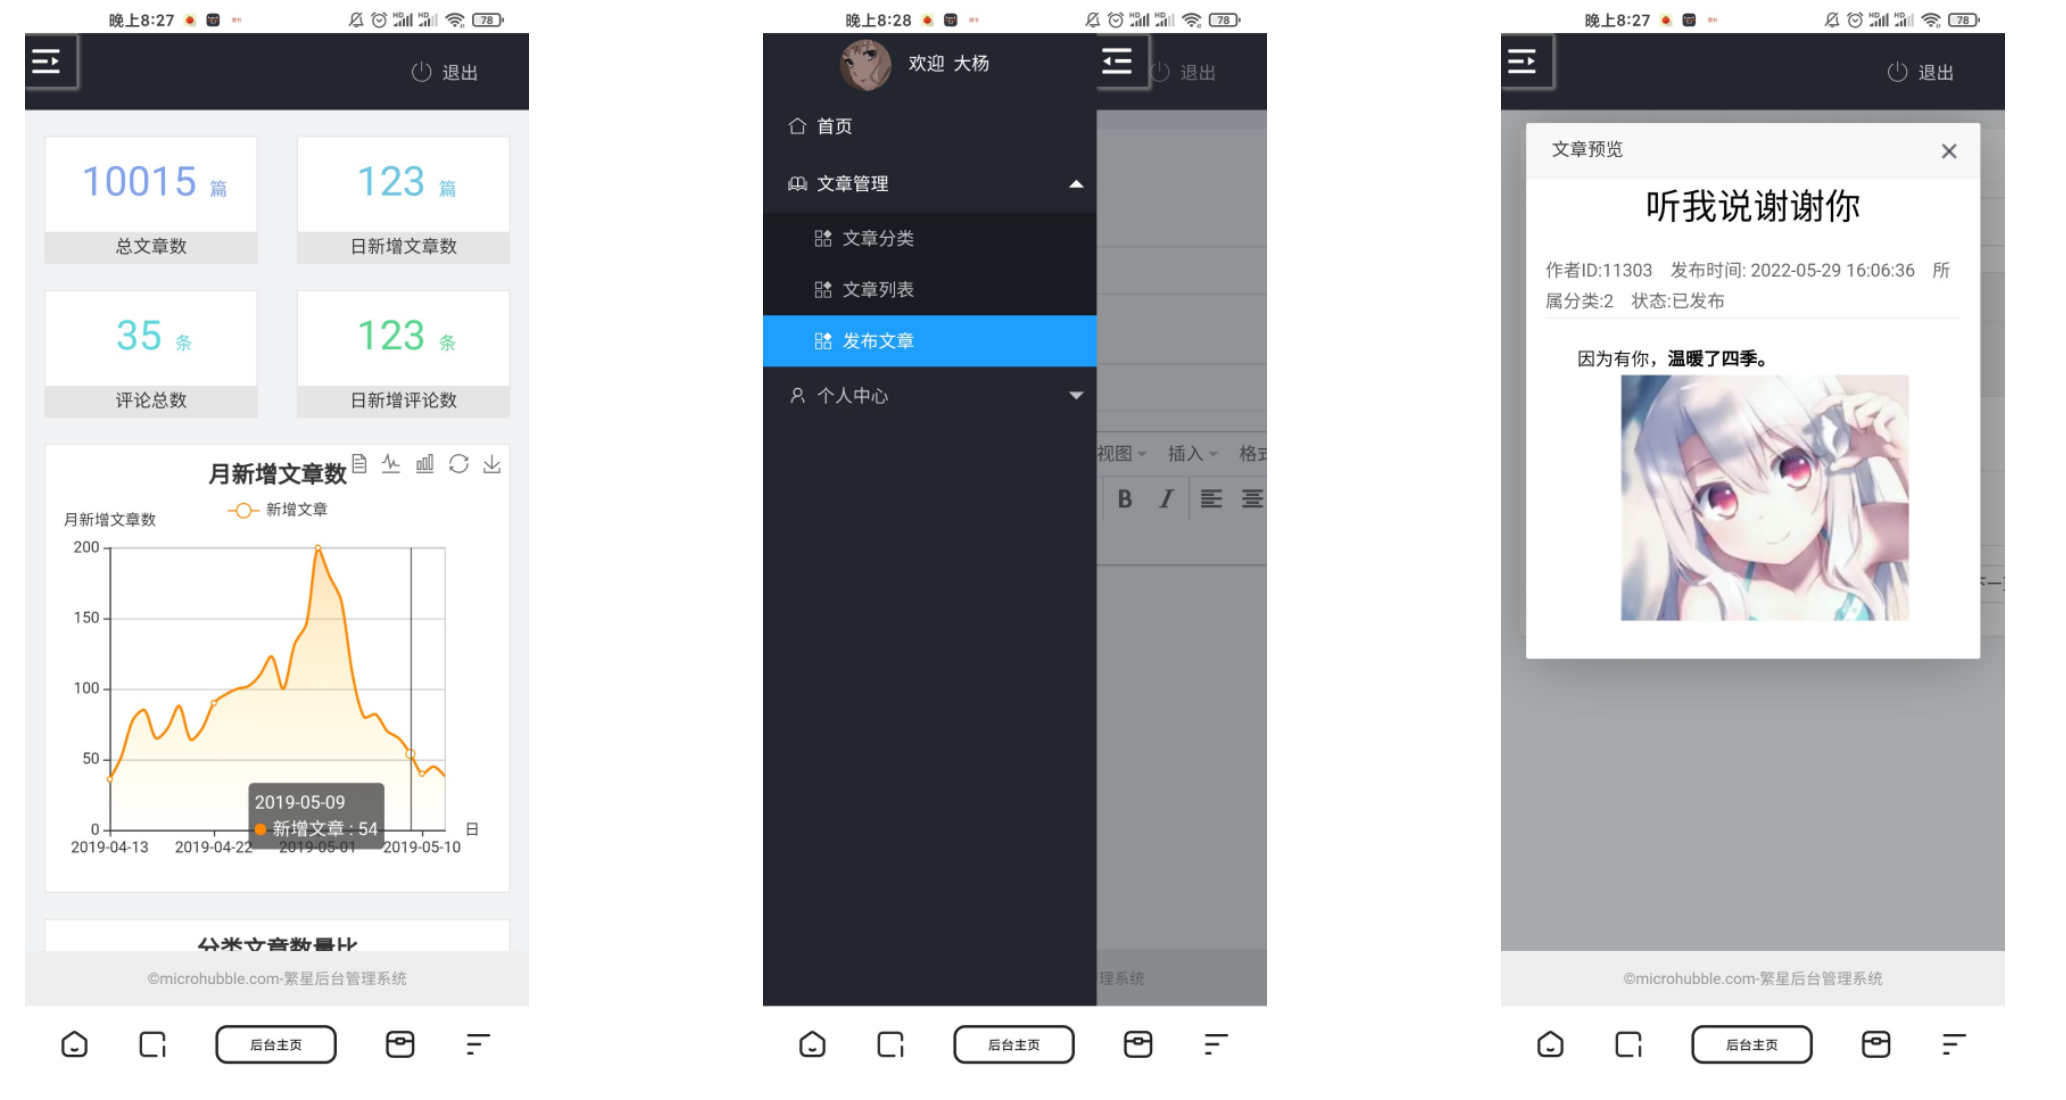 晚上8:27
78
退出
10015 篇
总文章数
123 篇
日新增文章数
35 条
评论总数
123 条
日新增评论数
月新增文章数
新增文章
月新增文章数
200
150
100
50
0
2019-05-09
新增文章 : 54
日
2019-04-13 2019-04-22 2019-05-01 2019-05-10
分类文章数量比
©microhubble.com-繁星后台管理系统
后台主页
晚上8:28
78
欢迎 大杨
退出
首页
文章管理
文章分类
文章列表
发布文章
个人中心
视图 插入 格式
B I
理系统
后台主页
晚上8:27
78
退出
文章预览
听我说谢谢你
作者ID:11303 发布时间: 2022-05-29 16:06:36 所
属分类:2 状态:已发布
因为有你，温暖了四季。
下一
©microhubble.com-繁星后台管理系统
后台主页